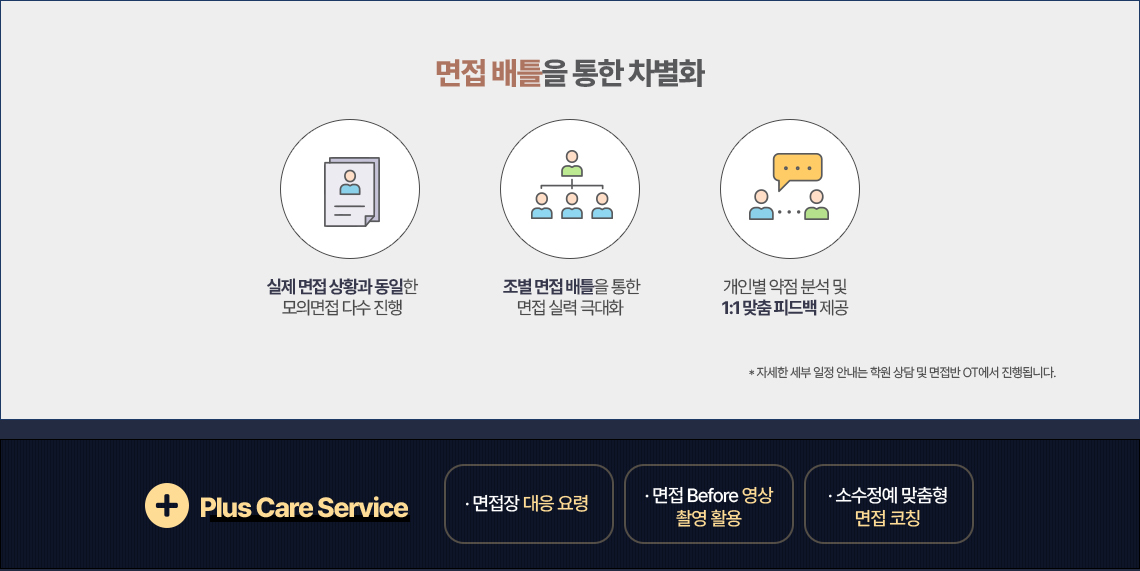 면접 배틀을 통한 차별화
실제 면접 상황과 동일한
모의면접 다수 진행
조별 면접 배틀을 통한
면접 실력 극대화
개인별 약점 분석 및
1:1 맞춤 피드백 제공
* 자세한 세부 일정 안내는 학원 상담 및 면접반 OT에서 진행됩니다.
Plus Care Service
· 면접장 대응 요령
· 면접 Before 영상
촬영 활용
· 소수정예 맞춤형
면접 코칭